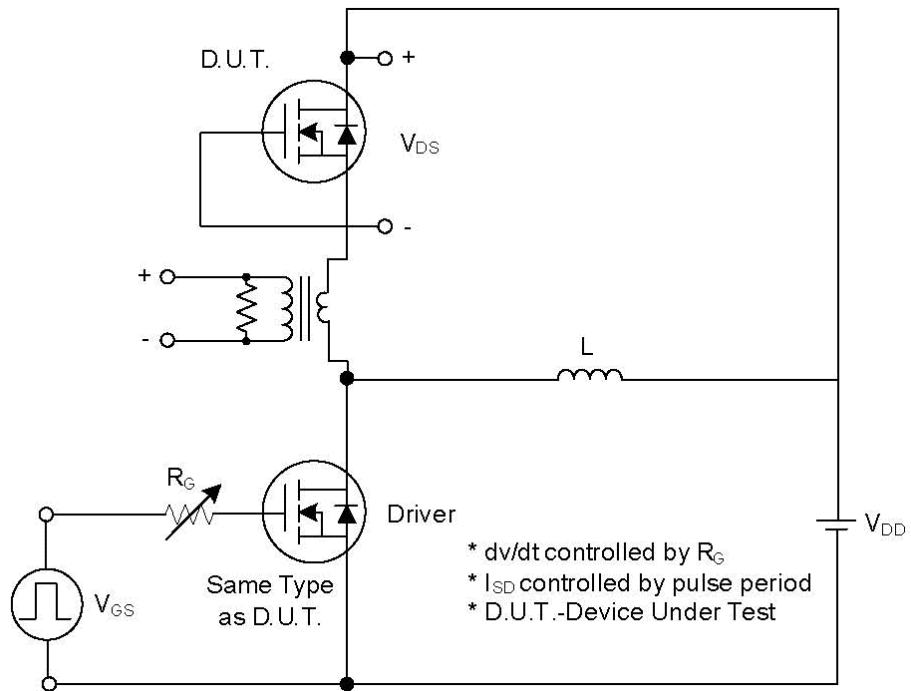 D.U.T.
+
VDS
-
+
-
L
RG
Driver
VDD
VGS
Same Type
as D.U.T.
* dv/dt controlled by RG
* ISD controlled by pulse period
* D.U.T.-Device Under Test